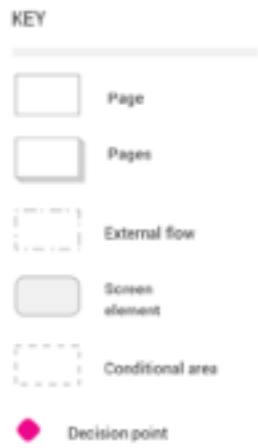 KEY
Page
Pages
External flow
Screen
element
Conditional area
Decision point